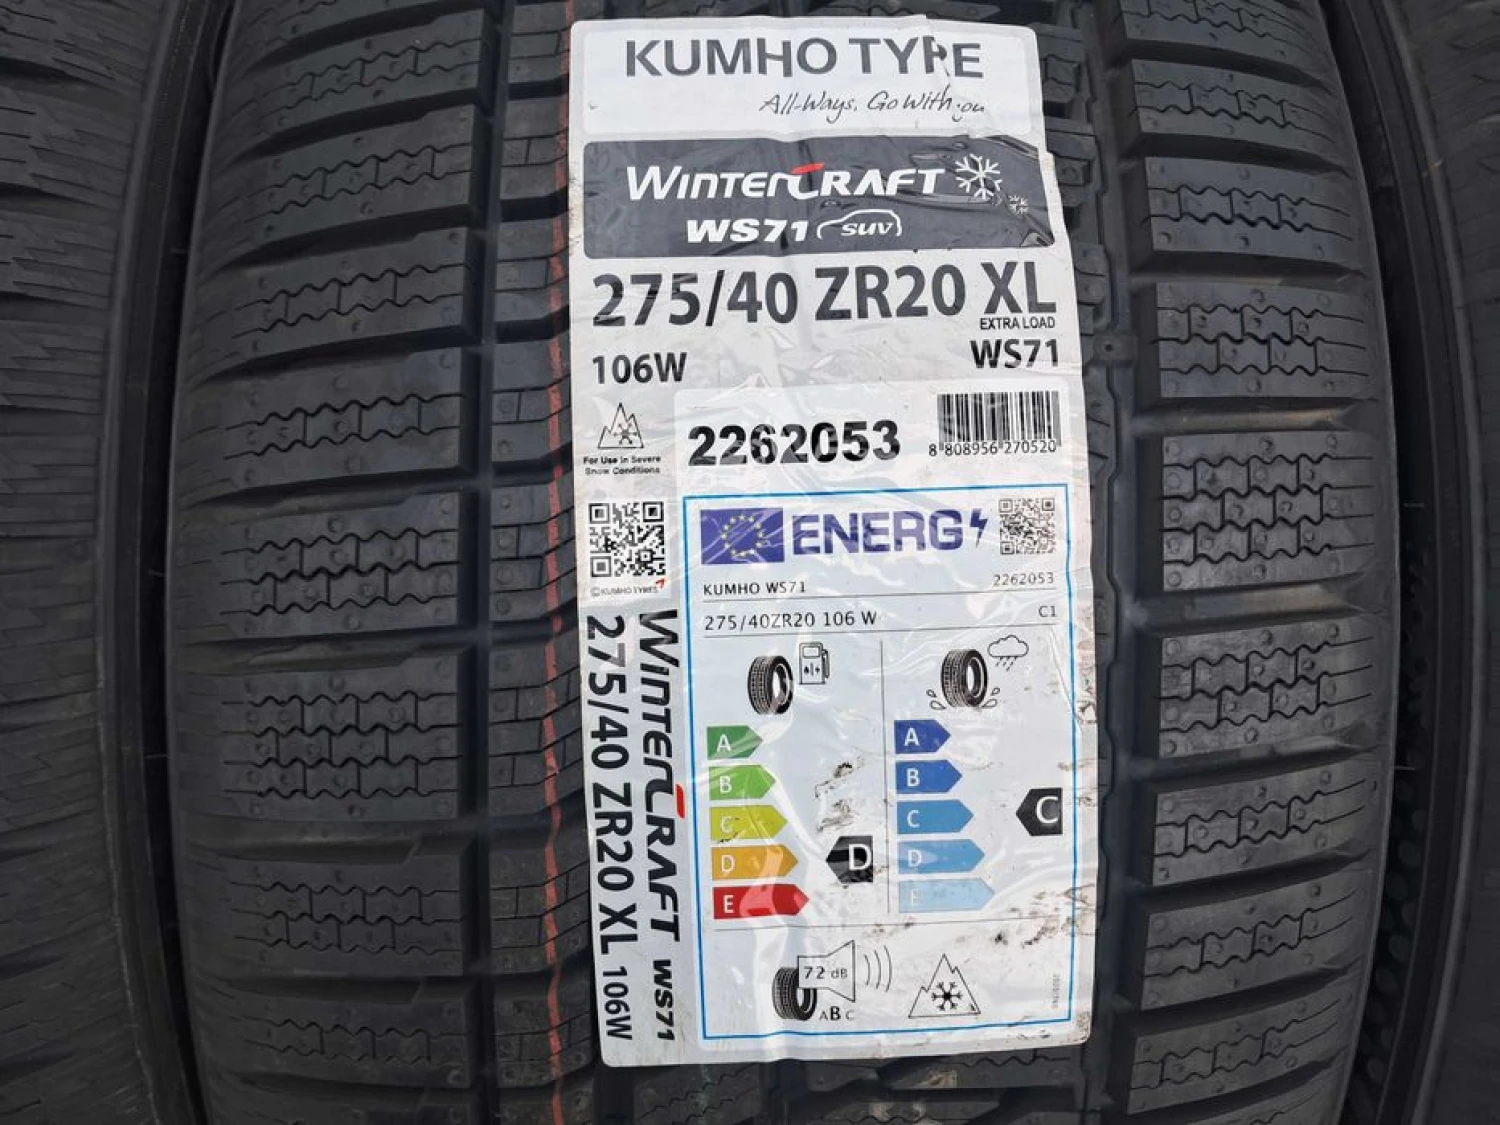 KUMHO TYRE
All-Ways, Go With you
WINTERCRAFT
WS71 SUV
275/40 ZR20 XL
EXTRA LOAD
106W WS71
For Use in Severe
Snow Conditions
2262053
8 808956 270520
ENERG
KUMHO WS71 2262053
275/40ZR20 106 W C1
A A
B B
C C C
D D D
E E
72 dB
ABC
© KUMHO TYRES
WINTERCRAFT WS71
275/40 ZR20 XL 106W